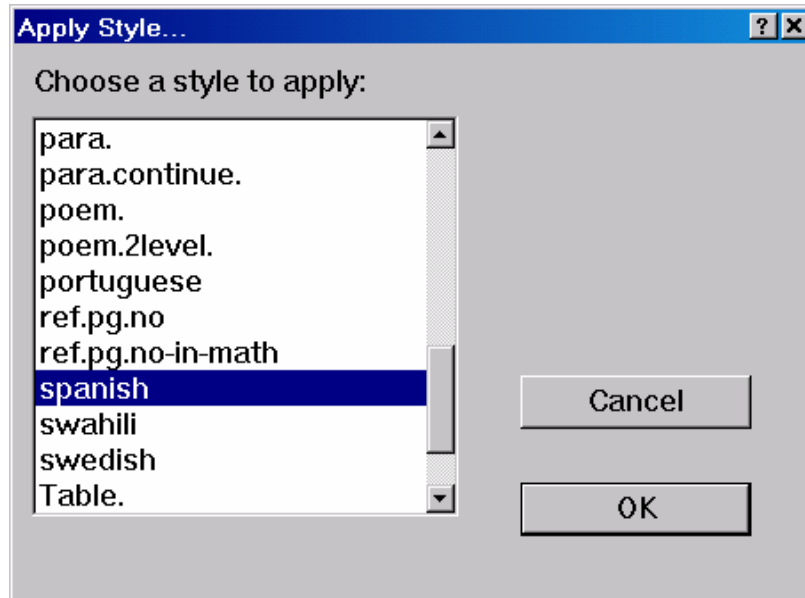 Apply Style...
Choose a style to apply:
para.
para.continue.
poem.
poem.2level.
portuguese
ref.pg.no
ref.pg.no-in-math
spanish
swahili
swedish
Table.
Cancel
OK